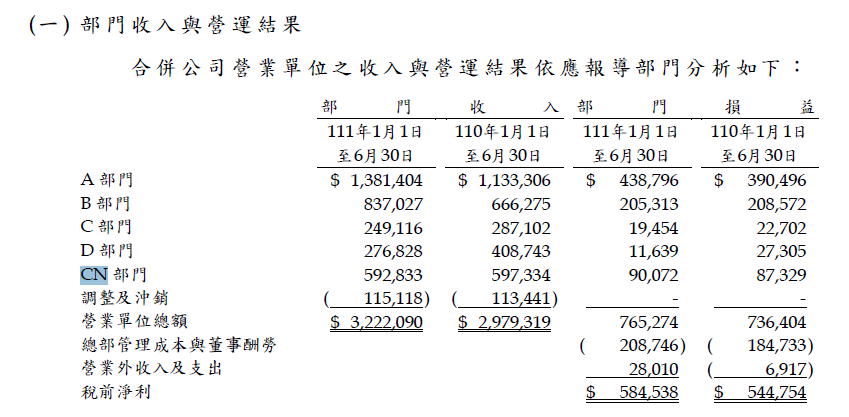 (一) 部門收入與營運結果
合併公司營業單位之收入與營運結果依應報導部門分析如下：
部門收入 部門損益
111年1月1日 110年1月1日 111年1月1日 110年1月1日
至6月30日 至6月30日 至6月30日 至6月30日
A 部門 $ 1,381,404 $ 1,133,306 $ 438,796 $ 390,496
B 部門 837,027 666,275 205,313 208,572
C 部門 249,116 287,102 19,454 22,702
D 部門 276,828 408,743 11,639 27,305
CN 部門 592,833 597,334 90,072 87,329
調整及沖銷 ( 115,118) ( 113,441) - -
營業單位總額 $ 3,222,090 $ 2,979,319 765,274 736,404
總部管理成本與董事酬勞 ( 208,746) ( 184,733)
營業外收入及支出 28,010 ( 6,917)
稅前淨利 $ 584,538 $ 544,754